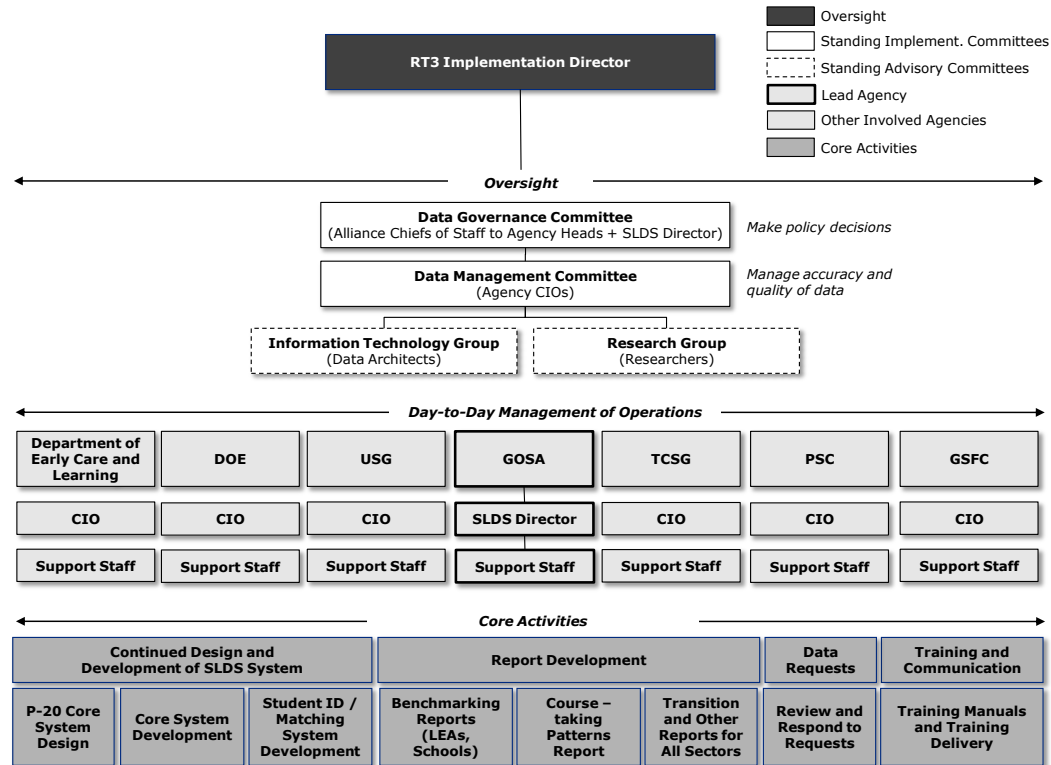 Oversight
Standing Implement. Committees
Standing Advisory Committees
Lead Agency
Other Involved Agencies
Core Activities
RT3 Implementation Director
Oversight
Data Governance Committee
(Alliance Chiefs of Staff to Agency Heads + SLDS Director)
Make policy decisions
Data Management Committee
(Agency CIOs)
Manage accuracy and
quality of data
Information Technology Group
(Data Architects)
Research Group
(Researchers)
Day-to-Day Management of Operations
Department of
Early Care and
Learning
DOE
USG
GOSA
TCSG
PSC
GSFC
CIO
CIO
CIO
SLDS Director
CIO
CIO
CIO
Support Staff
Support Staff
Support Staff
Support Staff
Support Staff
Support Staff
Support Staff
Core Activities
Continued Design and
Development of SLDS System
Report Development
Data
Requests
Training and
Communication
P-20 Core
System
Design
Core System
Development
Student ID /
Matching
System
Development
Benchmarking
Reports
(LEAs,
Schools)
Course –
taking
Patterns
Report
Transition
and Other
Reports for
All Sectors
Review and
Respond to
Requests
Training Manuals
and Training
Delivery